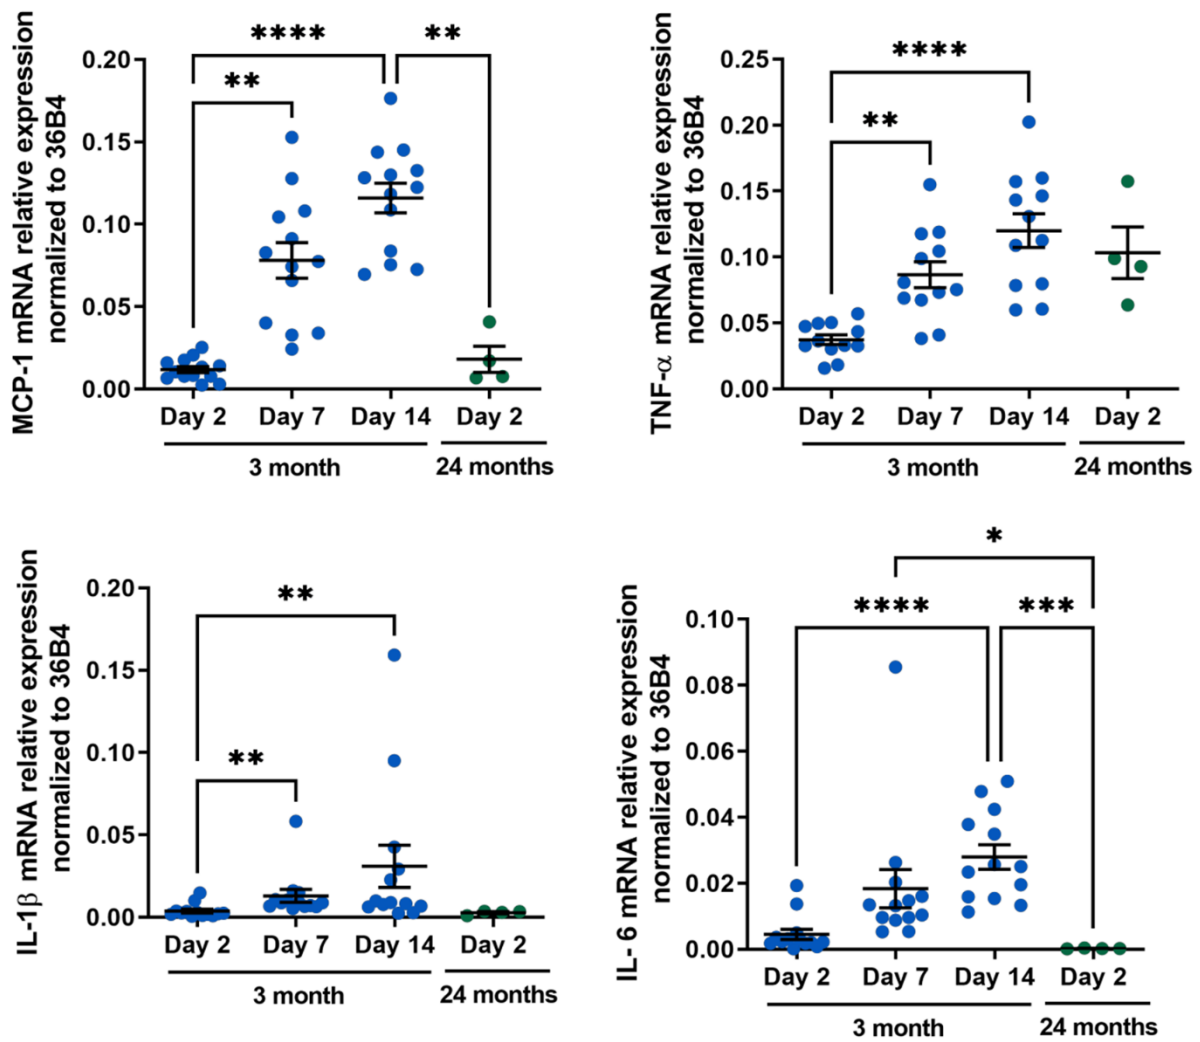 MCP-1 mRNA relative expression
normalized to 36B4
0.20
0.15
0.10
0.05
0.00
****
**
**
Day 2
Day 7
Day 14
Day 2
3 month
24 months
TNF-α mRNA relative expression
normalized to 36B4
0.25
0.20
0.15
0.10
0.05
0.00
****
**
Day 2
Day 7
Day 14
Day 2
3 month
24 months
IL-1β mRNA relative expression
normalized to 36B4
0.20
0.15
0.10
0.05
0.00
**
**
Day 2
Day 7
Day 14
Day 2
3 month
24 months
IL- 6 mRNA relative expression
normalized to 36B4
0.10
0.08
0.06
0.04
0.02
0.00
*
****
***
Day 2
Day 7
Day 14
Day 2
3 month
24 months